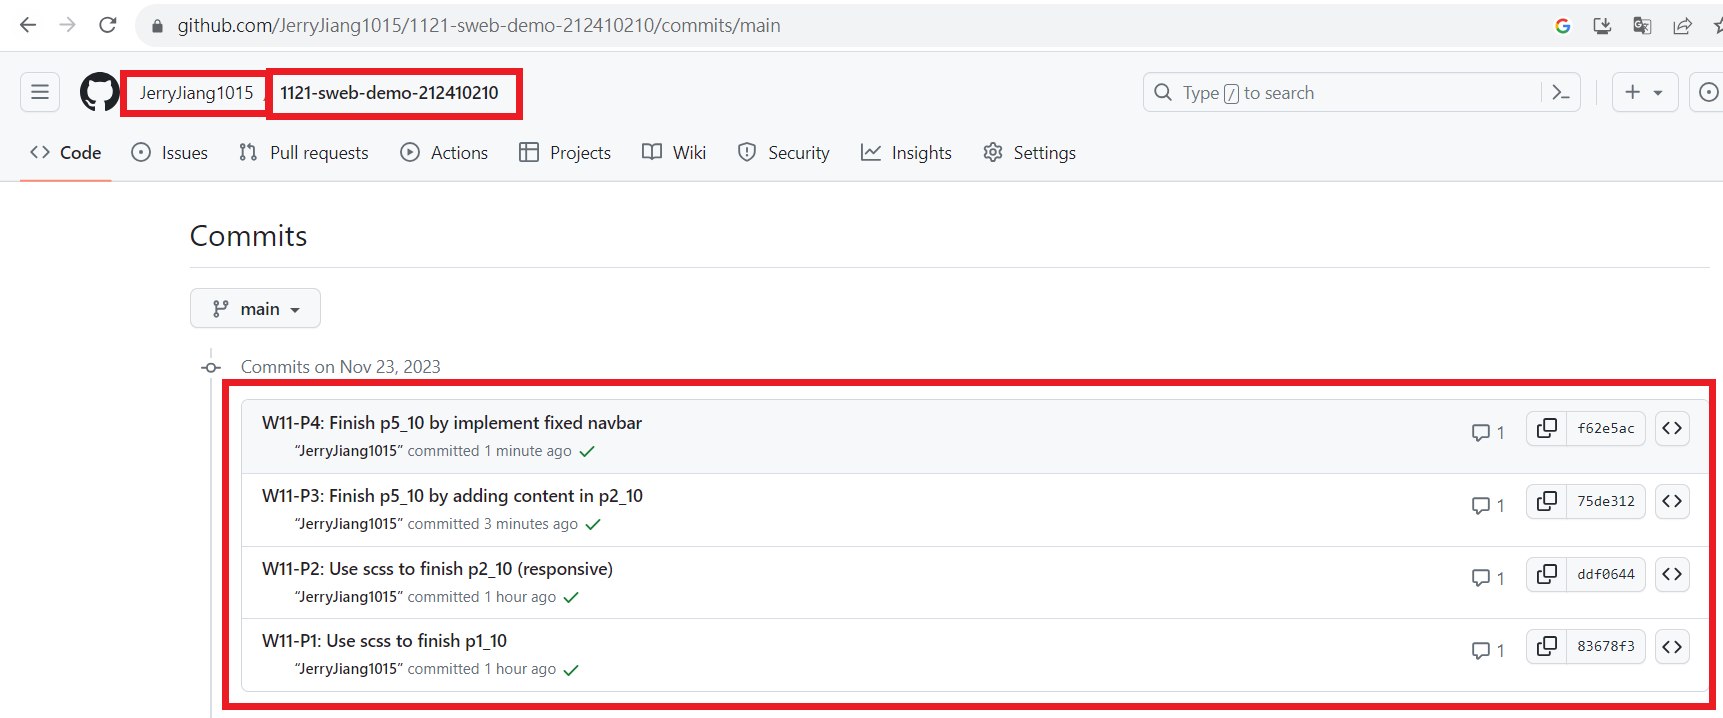 github.com/JerryJiang1015/1121-sweb-demo-212410210/commits/main
JerryJiang1015 / 1121-sweb-demo-212410210
Type / to search
Code Issues Pull requests Actions Projects Wiki Security Insights Settings
Commits
main
Commits on Nov 23, 2023
W11-P4: Finish p5_10 by implement fixed navbar
“JerryJiang1015” committed 1 minute ago
1 f62e5ac
W11-P3: Finish p5_10 by adding content in p2_10
“JerryJiang1015” committed 3 minutes ago
1 75de312
W11-P2: Use scss to finish p2_10 (responsive)
“JerryJiang1015” committed 1 hour ago
1 ddf0644
W11-P1: Use scss to finish p1_10
“JerryJiang1015” committed 1 hour ago
1 83678f3